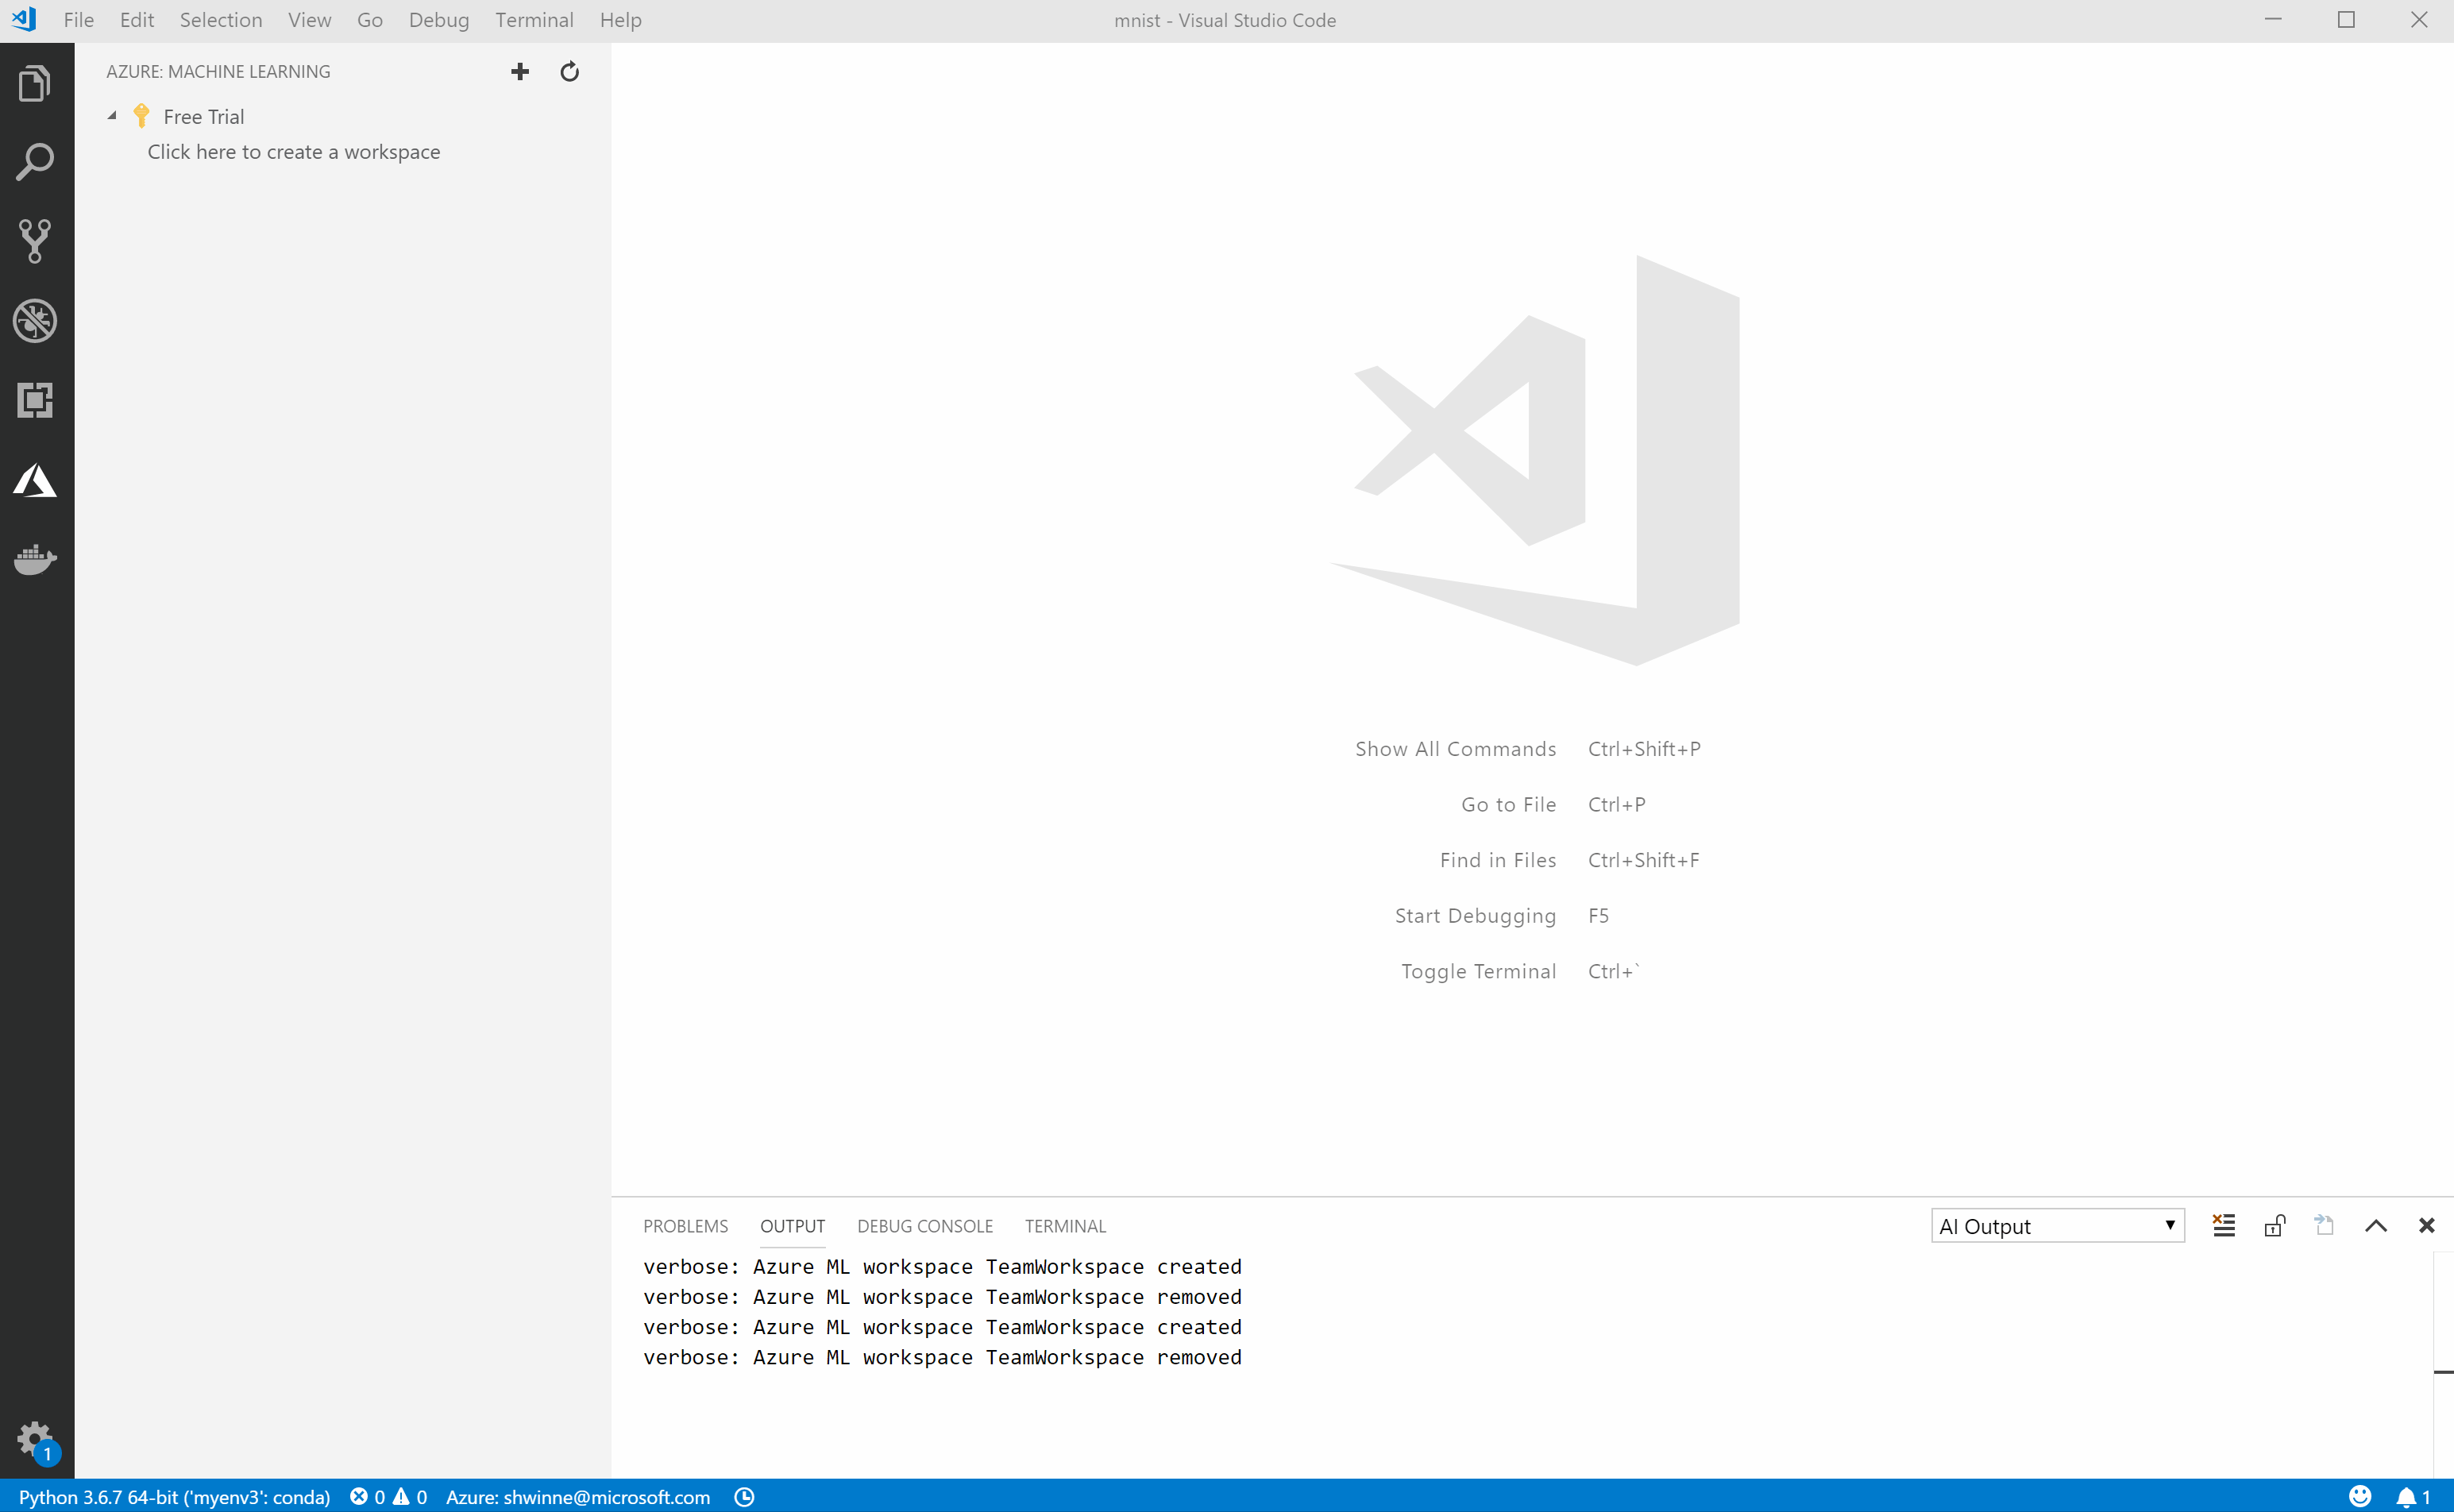 File Edit Selection View Go Debug Terminal Help mnist - Visual Studio Code
AZURE: MACHINE LEARNING
Free Trial
Click here to create a workspace
Show All Commands Ctrl+Shift+P
Go to File Ctrl+P
Find in Files Ctrl+Shift+F
Start Debugging F5
Toggle Terminal Ctrl+`
PROBLEMS OUTPUT DEBUG CONSOLE TERMINAL AI Output
verbose: Azure ML workspace TeamWorkspace created
verbose: Azure ML workspace TeamWorkspace removed
verbose: Azure ML workspace TeamWorkspace created
verbose: Azure ML workspace TeamWorkspace removed
1
Python 3.6.7 64-bit ('myenv3': conda) 0 0 Azure: shwinne@microsoft.com 1